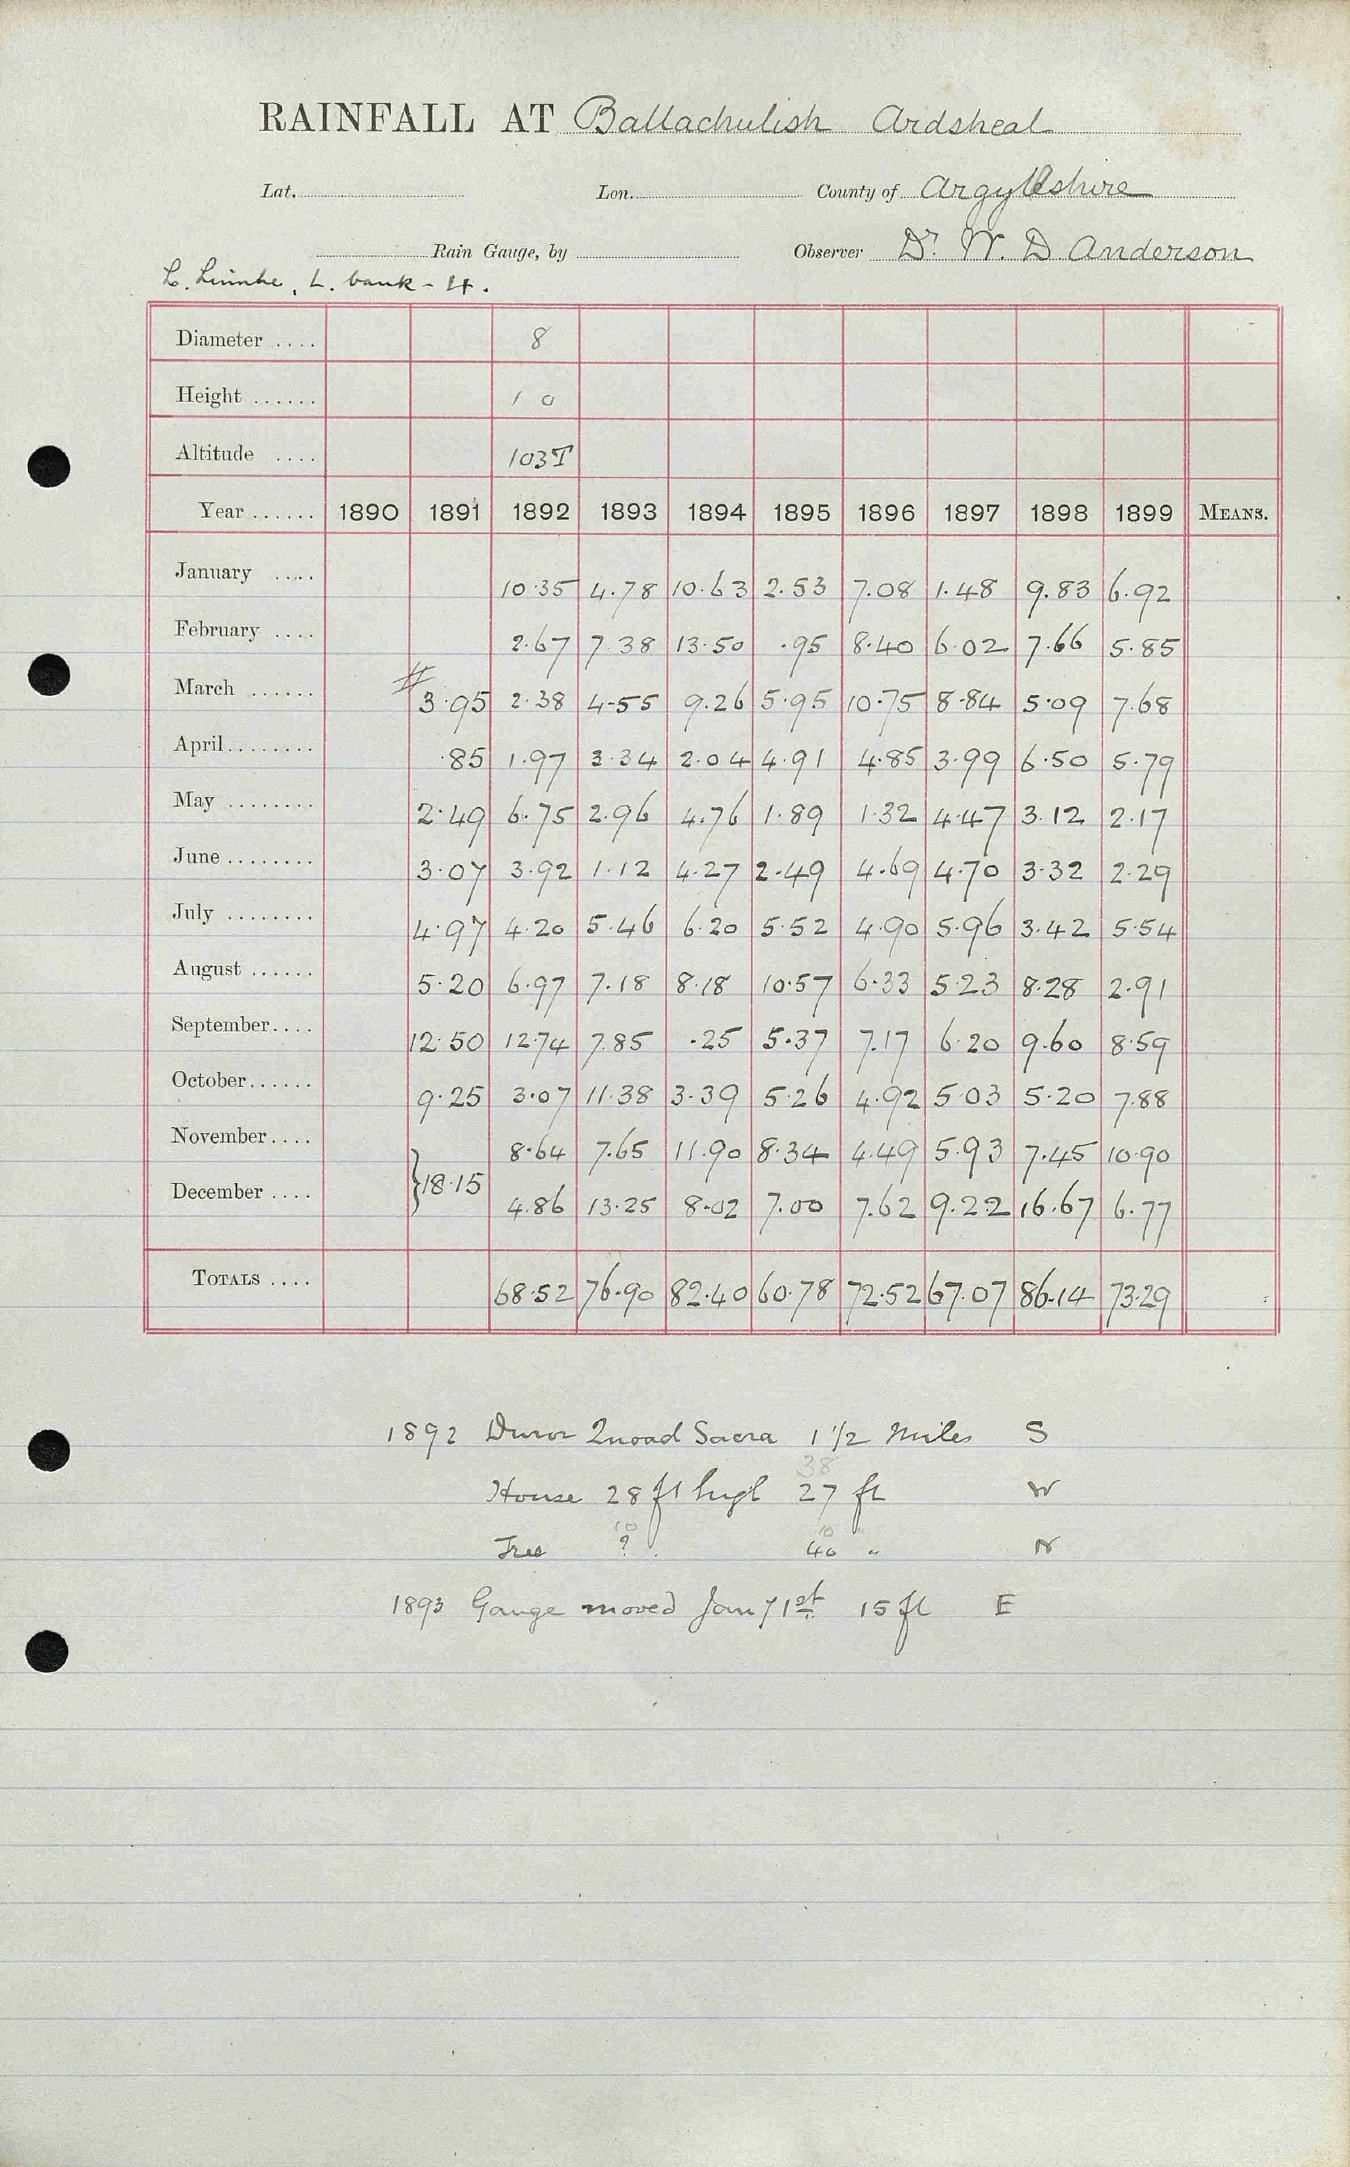 RAINFALL AT Ballachulish Ardsheal
Lat. Lon. County of Argyllshire
Rain Gauge, by Observer Dr. W. D. Anderson
L. Linnhe, L. bank - 4.
Diameter .... 8
Height ...... 1 0
Altitude .... 103T
Year ...... 1890 1891 1892 1893 1894 1895 1896 1897 1898 1899 MEANS.
January .... 10.35 4.78 10.63 2.53 7.08 1.48 9.83 6.92
February .... 2.67 7.38 13.50 .95 8.40 6.02 7.66 5.85
March ...... # 3.95 2.38 4.55 9.26 5.95 10.75 8.84 5.09 7.68
April........ .85 1.97 3.34 2.04 4.91 4.85 3.99 6.50 5.79
May ........ 2.49 6.75 2.96 4.76 1.89 1.32 4.47 3.12 2.17
June ........ 3.07 3.92 1.12 4.27 2.49 4.69 4.70 3.32 2.29
July ........ 4.97 4.20 5.46 6.20 5.52 4.90 5.96 3.42 5.54
August ...... 5.20 6.97 7.18 8.18 10.57 6.33 5.23 8.28 2.91
September.... 12.50 12.74 7.85 .25 5.37 7.17 6.20 9.60 8.59
October...... 9.25 3.07 11.38 3.39 5.26 4.92 5.03 5.20 7.88
November.... 8.64 7.65 11.90 8.34 4.49 5.93 7.45 10.90
December .... }18.15 4.86 13.25 8.02 7.00 7.62 9.22 16.67 6.77
TOTALS .... 68.52 76.90 82.40 60.78 72.52 67.07 86.14 73.29
1892 Duror Quoad Sacra 1 1/2 Miles S
38
House 28 ft high 27 ft W
10 10
Tree ? 40 " N
1893 Gauge moved Jany 1st 15 ft E